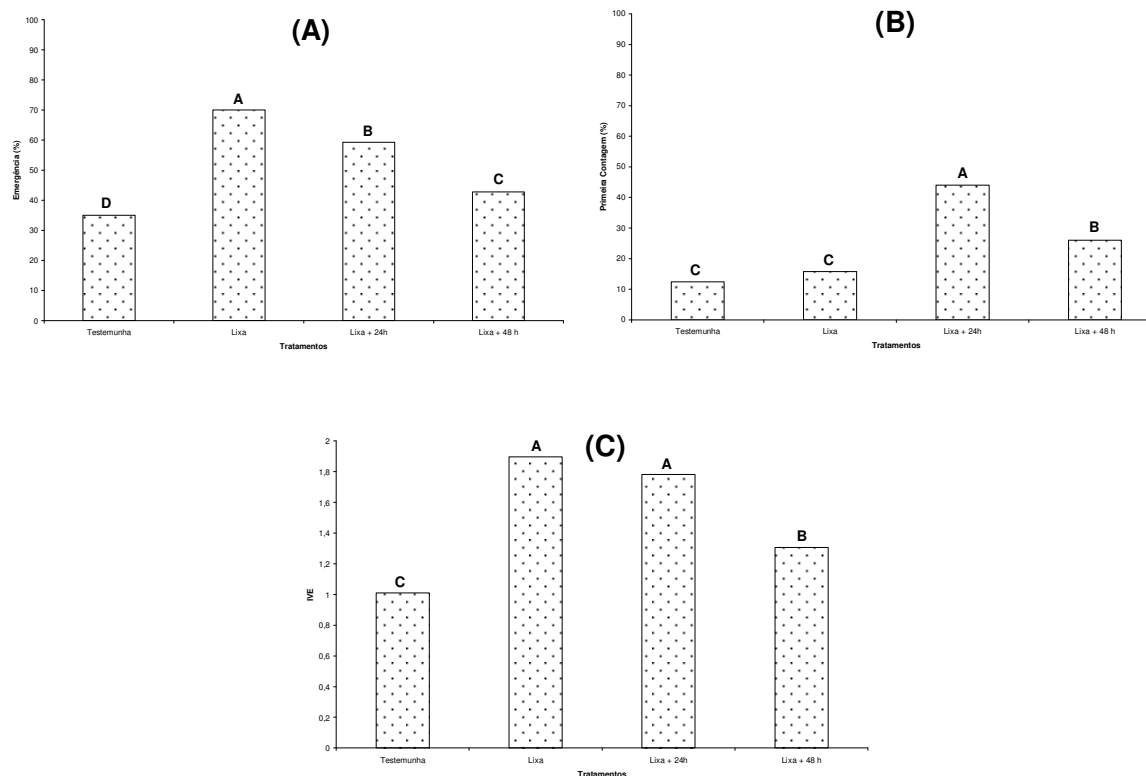 (A)
100
90
80
70
60
50
40
30
20
10
0
Emergência (%)
D
A
B
C
Testemunha Lixa Lixa + 24h Lixa + 48 h
Tratamentos
(B)
100
90
80
70
60
50
40
30
20
10
0
Primeira Contagem (%)
C
C
A
B
Testemunha Lixa Lixa + 24h Lixa + 48 h
Tratamentos
(C)
2
1,8
1,6
1,4
1,2
1
0,8
0,6
0,4
0,2
0
IVE
C
A
A
B
Testemunha Lixa Lixa + 24h Lixa + 48 h
Tratamentos